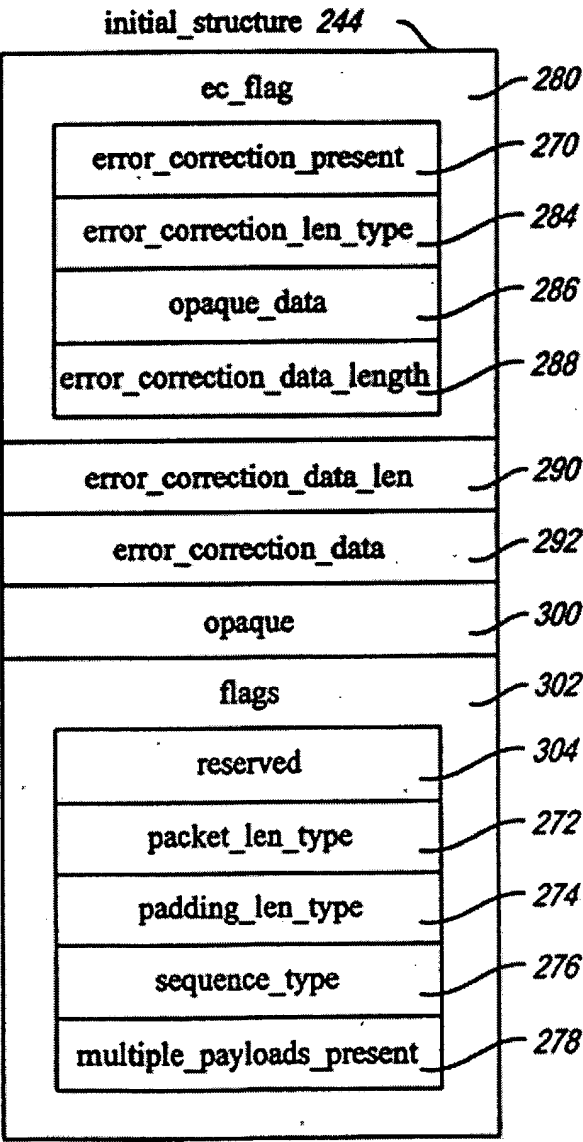 initial_structure 244
ec_flag 280
error_correction_present 270
error_correction_len_type 284
opaque_data 286
error_correction_data_length 288
error_correction_data_len 290
error_correction_data 292
opaque 300
flags 302
reserved 304
packet_len_type 272
padding_len_type 274
sequence_type 276
multiple_payloads_present 278